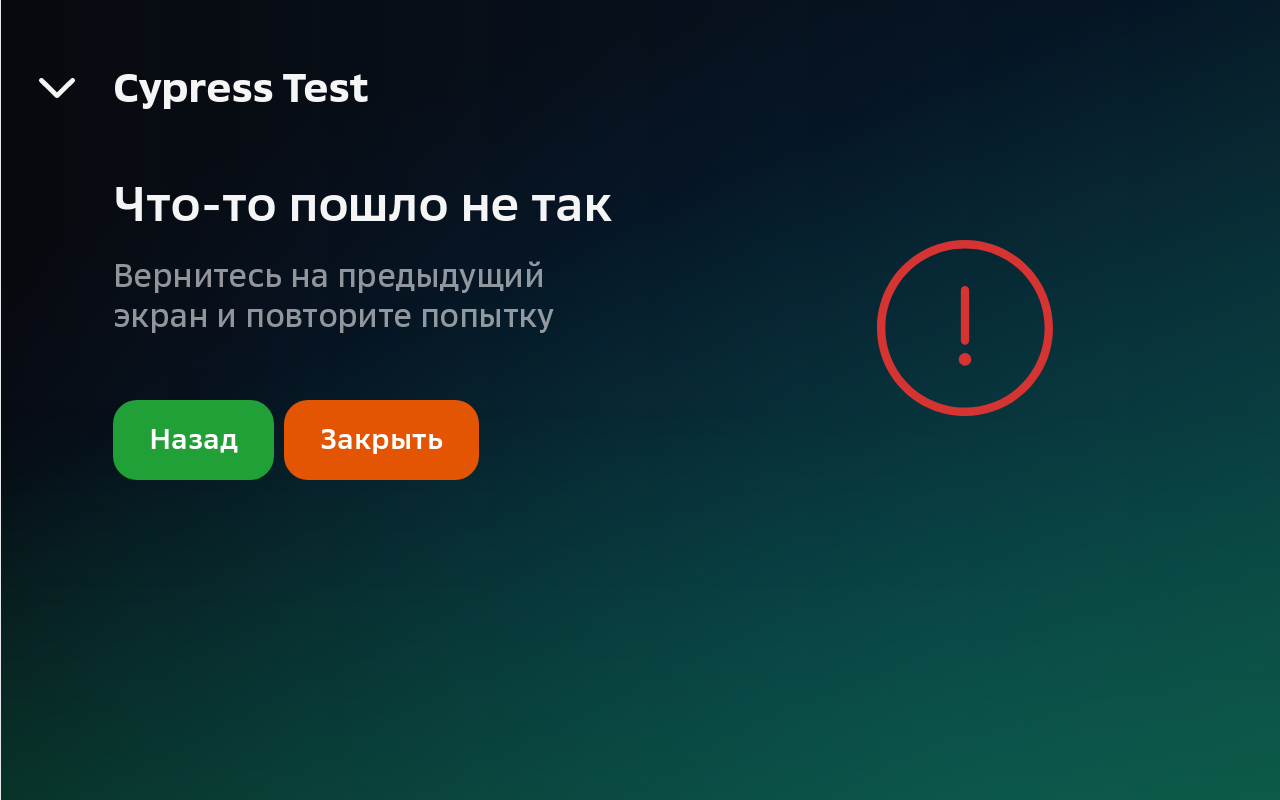 Cypress Test
Что-то пошло не так
Вернитесь на предыдущий
экран и повторите попытку
Назад Закрыть